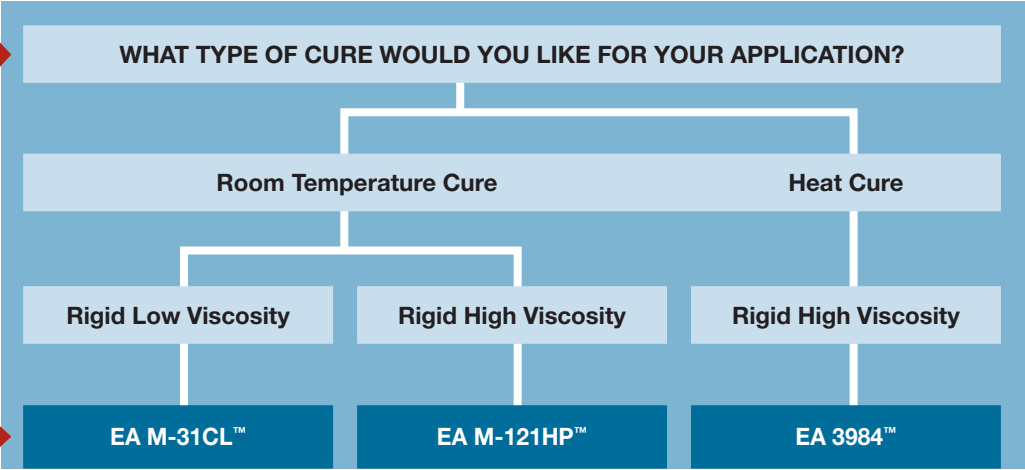 WHAT TYPE OF CURE WOULD YOU LIKE FOR YOUR APPLICATION?
Room Temperature Cure
Heat Cure
Rigid Low Viscosity
Rigid High Viscosity
Rigid High Viscosity
EA M-31CL™
EA M-121HP™
EA 3984™